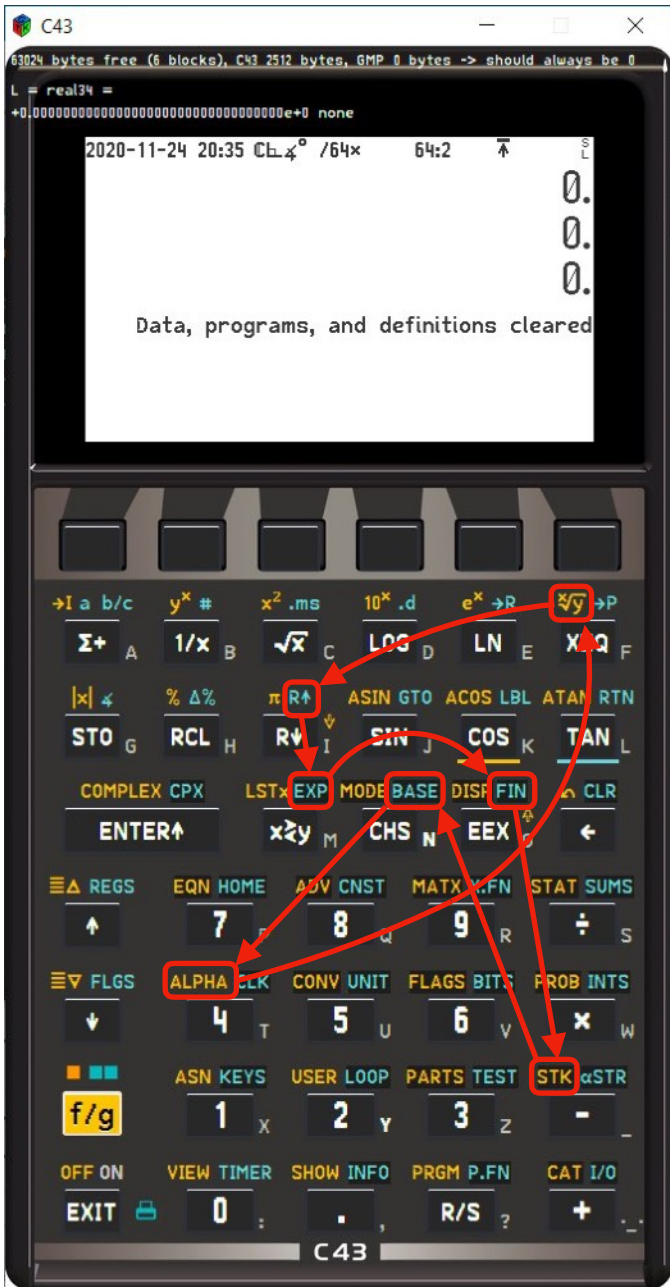 C43
63024 bytes free (6 blocks), C43 2512 bytes, GMP 0 bytes -> should always be 0
L = real34 =
+0.0000000000000000000000000000000000e+0 none
2020-11-24 20:35 ℂ∟∡° /64× 64:2 S L
0.
0.
0.
Data, programs, and definitions cleared
→I a b/c yˣ # x² .ms 10ˣ .d eˣ →R ˣ√y →P
Σ+ A 1/x B √x C LOG D LN E XEQ F
|x| ∡ % Δ% π R↑ ASIN GTO ACOS LBL ATAN RTN
STO G RCL H R↓ I SIN J COS K TAN L
COMPLEX CPX LSTx EXP MODE BASE DISP FIN CLR
ENTER↑ x≷y M CHS N EEX O ←
REGS EQN HOME ADV CNST MATX X.FN STAT SUMS
↑ 7 P 8 Q 9 R ÷ S
FLGS ALPHA CLK CONV UNIT FLAGS BITS PROB INTS
↓ 4 T 5 U 6 V × W
ASN KEYS USER LOOP PARTS TEST STK αSTR
f/g 1 X 2 Y 3 Z - _
OFF ON VIEW TIMER SHOW INFO PRGM P.FN CAT I/O
EXIT 0 : . , R/S ? +
C43